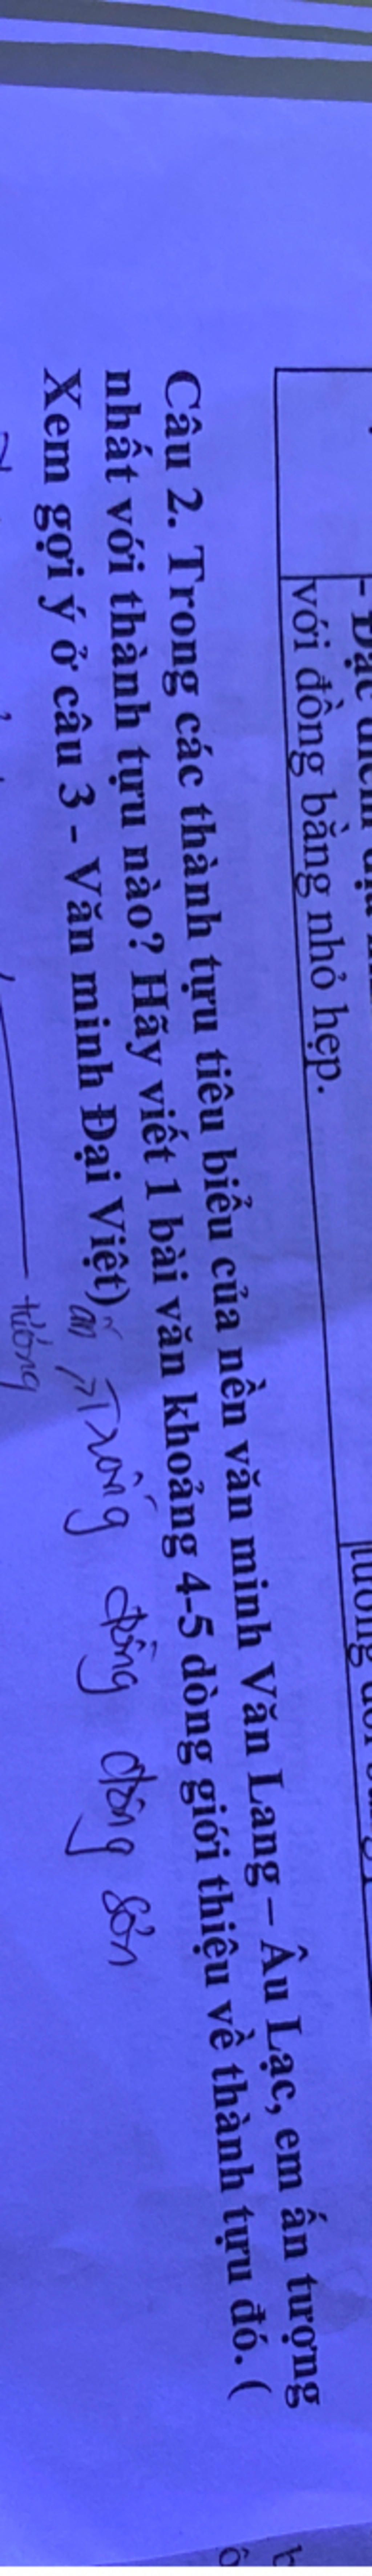 với đồng bằng nhỏ hẹp.
Câu 2. Trong các thành tựu tiêu biểu của nền văn minh Văn Lang – Âu Lạc, em ấn tượng
nhất với thành tựu nào? Hãy viết 1 bài văn khoảng 4-5 dòng giới thiệu về thành tựu đó. (
Xem gợi ý ở câu 3 - Văn minh Đại Việt) Trống đồng đông sơn
tượng